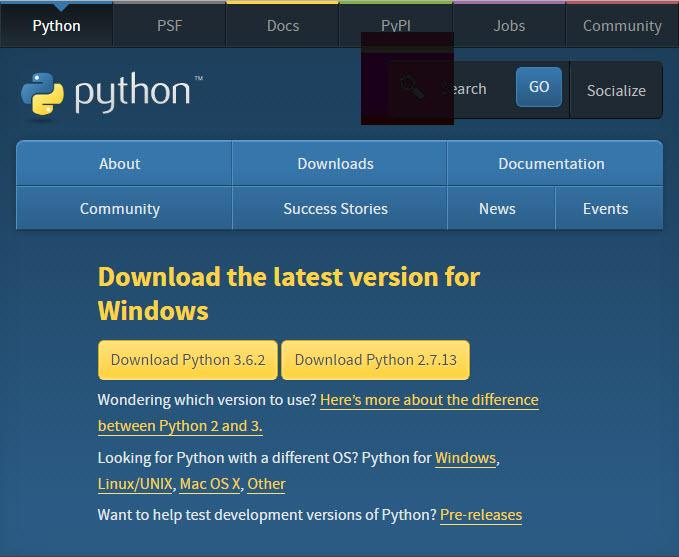 Python PSF Docs PyPI Jobs Community
python™
earch GO Socialize
About Downloads Documentation
Community Success Stories News Events
Download the latest version for
Windows
Download Python 3.6.2 Download Python 2.7.13
Wondering which version to use? Here's more about the difference
between Python 2 and 3.
Looking for Python with a different OS? Python for Windows,
Linux/UNIX, Mac OS X, Other
Want to help test development versions of Python? Pre-releases